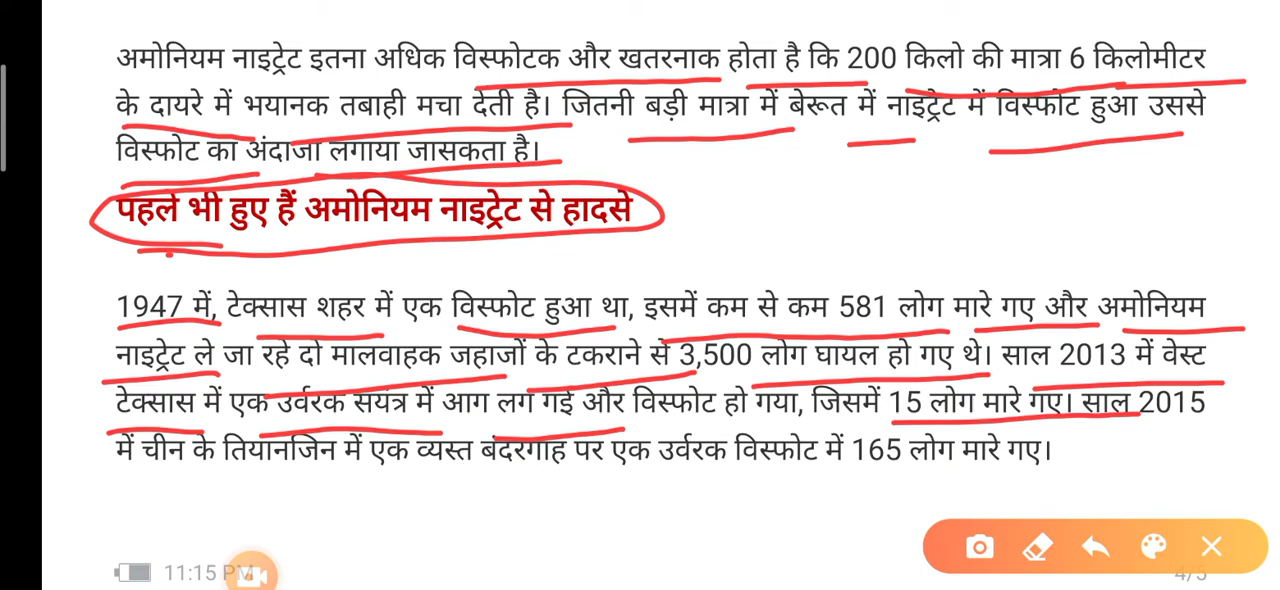 अमोनियम नाइट्रेट इतना अधिक विस्फोटक और खतरनाक होता है कि 200 किलो की मात्रा 6 किलोमीटर
के दायरे में भयानक तबाही मचा देती है। जितनी बड़ी मात्रा में बेरूत में नाइट्रेट में विस्फोट हुआ उससे
विस्फोट का अंदाजा लगाया जासकता है।
पहले भी हुए हैं अमोनियम नाइट्रेट से हादसे
1947 में, टेक्सास शहर में एक विस्फोट हुआ था, इसमें कम से कम 581 लोग मारे गए और अमोनियम
नाइट्रेट ले जा रहे दो मालवाहक जहाजों के टकराने से 3,500 लोग घायल हो गए थे। साल 2013 में वेस्ट
टेक्सास में एक उर्वरक सयंत्र में आग लग गई और विस्फोट हो गया, जिसमें 15 लोग मारे गए। साल 2015
में चीन के तियानजिन में एक व्यस्त बंदरगाह पर एक उर्वरक विस्फोट में 165 लोग मारे गए।
11:15 PM
4/5